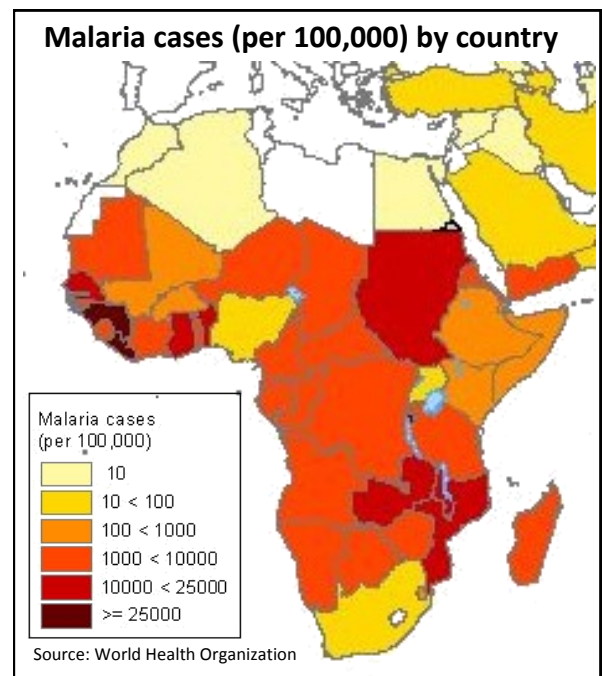 Malaria cases (per 100,000) by country
Malaria cases
(per 100,000)
10
10 < 100
100 < 1000
1000 < 10000
10000 < 25000
>= 25000
Source: World Health Organization